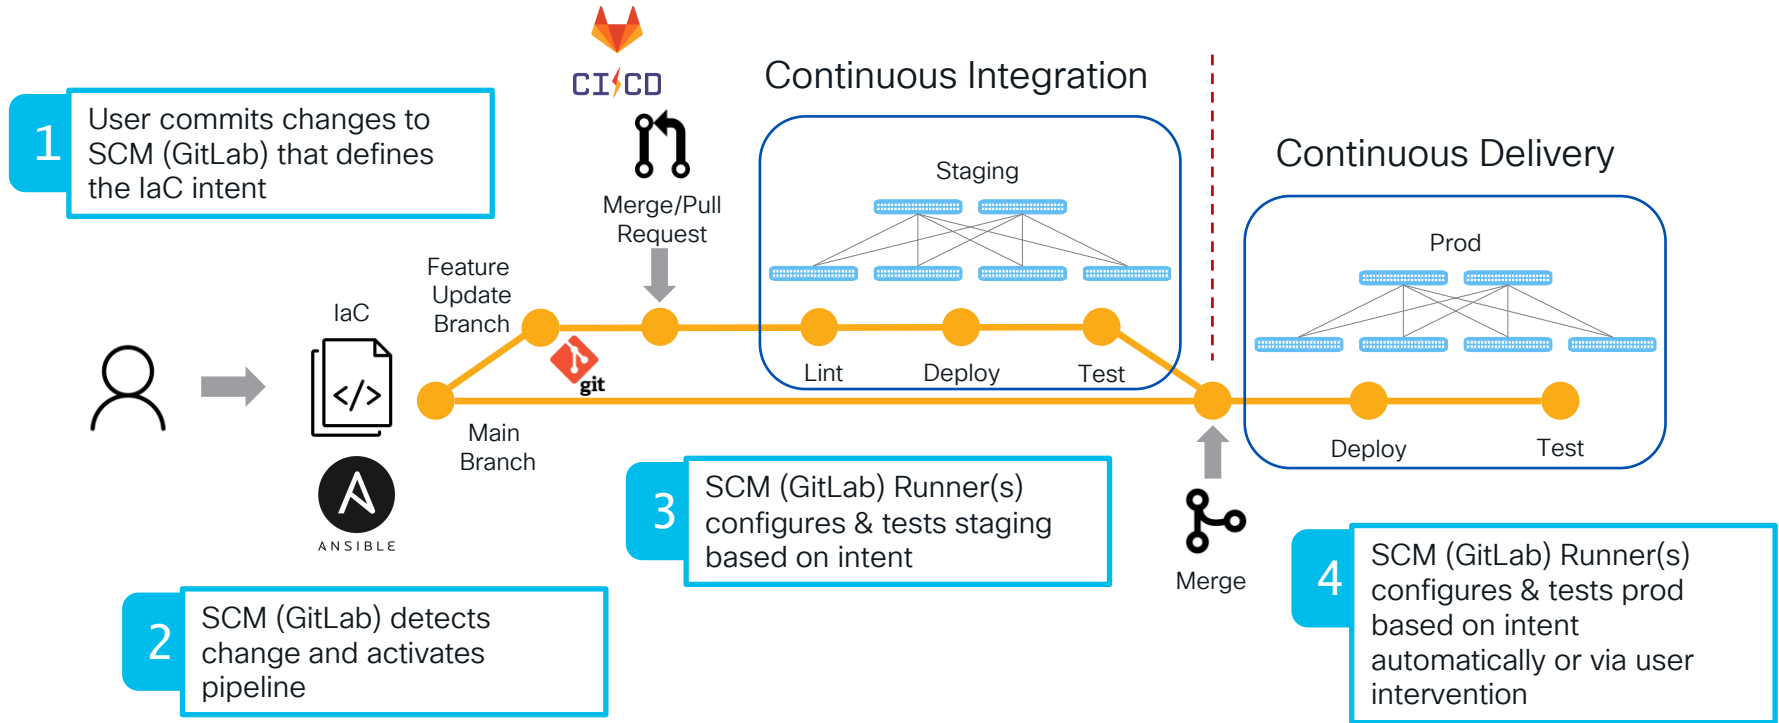 CI/CD
Continuous Integration
1
User commits changes to
SCM (GitLab) that defines
the IaC intent
Continuous Delivery
Staging
Merge/Pull
Request
Prod
Feature
Update
Branch
IaC
git
Lint
Deploy
Test
Main
Branch
Deploy
Test
ANSIBLE
3
SCM (GitLab) Runner(s)
configures & tests staging
based on intent
Merge
4
SCM (GitLab) Runner(s)
configures & tests prod
based on intent
automatically or via user
intervention
2
SCM (GitLab) detects
change and activates
pipeline